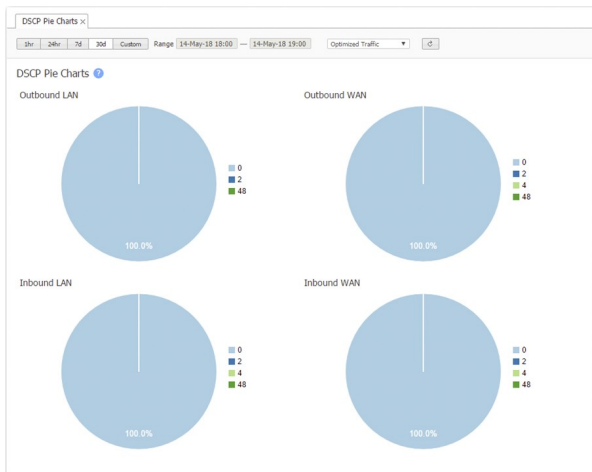 DSCP Pie Charts ×
1hr 24hr 7d 30d Custom Range 14-May-18 18:00 — 14-May-18 19:00 Optimized Traffic
DSCP Pie Charts ?
Outbound LAN
0
2
4
48
100.0%
Outbound WAN
0
2
4
48
100.0%
Inbound LAN
0
2
4
48
100.0%
Inbound WAN
0
2
4
48
100.0%